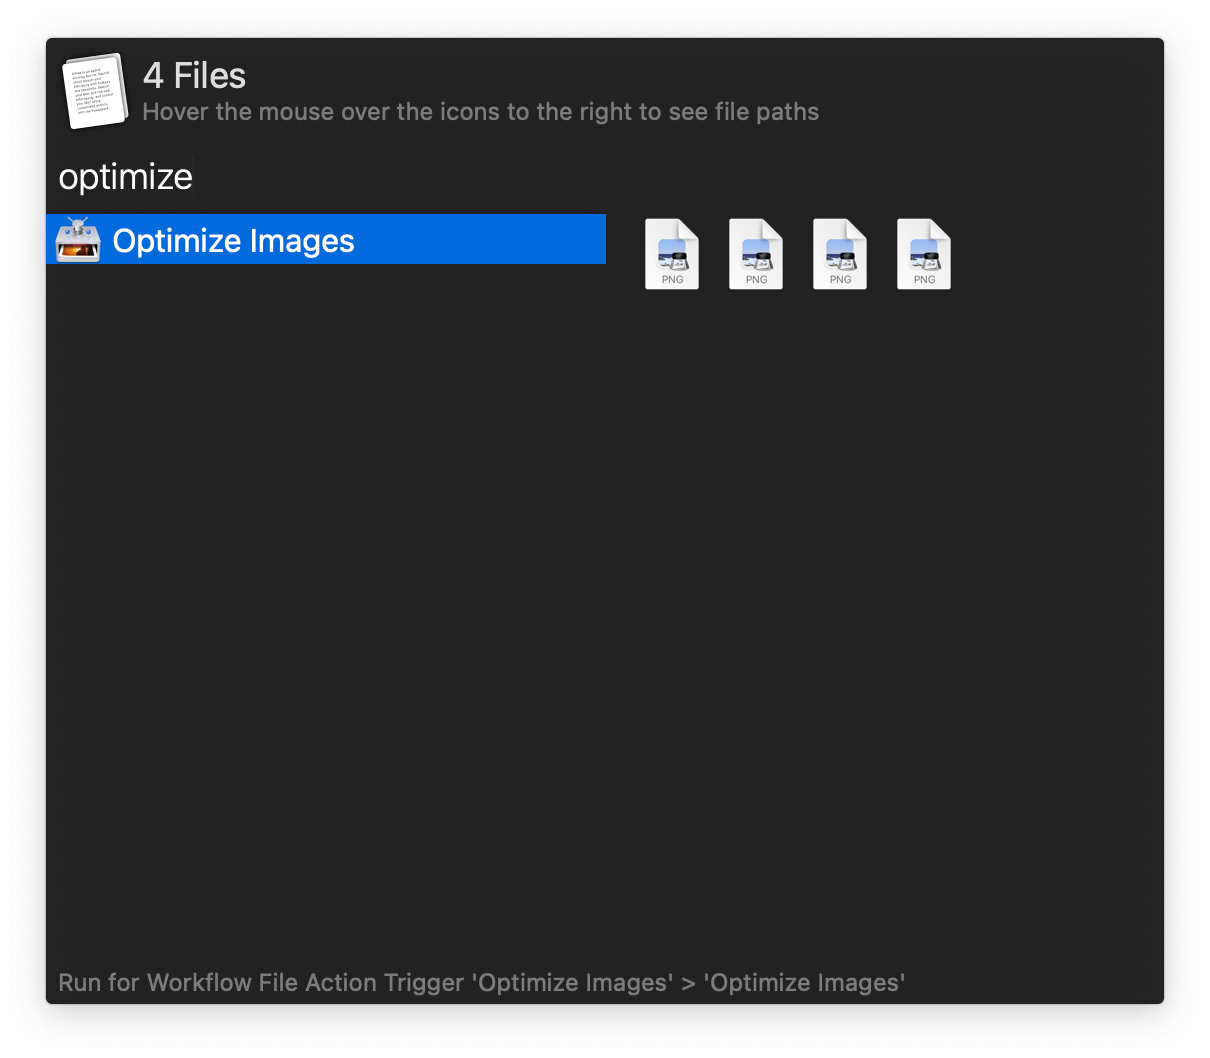 4 Files
Hover the mouse over the icons to the right to see file paths
optimize
Optimize Images
PNG PNG PNG PNG
Run for Workflow File Action Trigger 'Optimize Images' > 'Optimize Images'